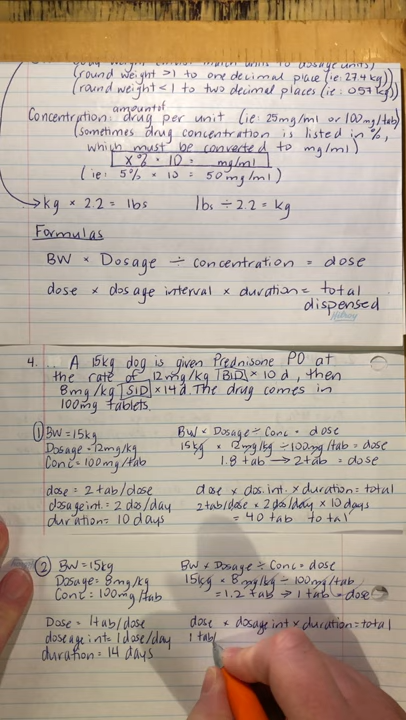 (round weight >1 to one decimal place (ie: 27.4 kg))
(round weight <1 to two decimal places (ie: 0.57 kg))
amount of
Concentration: drug per unit (ie: 25mg/ml or 100mg/tab)
(sometimes drug concentration is listed in %,
which must be converted to mg/ml)
X% × 10 = mg/ml
(ie: 5% × 10 = 50mg/ml)
kg × 2.2 = lbs lbs ÷ 2.2 = kg
Formulas
BW × Dosage ÷ concentration = dose
dose × dosage interval × duration = total
dispensed
Hilroy
4. A 15kg dog is given Prednisone PO at
the rate of 12mg/kg BID × 10 d, then
8mg/kg SID × 14 d. The drug comes in
100mg tablets.
① BW = 15kg BW × Dosage ÷ Conc = dose
Dosage = 12mg/kg 15kg × 12mg/kg ÷ 100mg/tab = dose
Conc = 100mg/tab 1.8 tab → 2 tab = dose
dose = 2 tab/dose dose × dos. int. × duration = total
dosage int = 2 dos/day 2 tab/dose × 2 dos/day × 10 days
duration = 10 days = 40 tab total
② BW = 15kg BW × Dosage ÷ Conc = dose
Dosage = 8mg/kg 15kg × 8mg/kg ÷ 100mg/tab
Conc = 100mg/tab = 1.2 tab → 1 tab = dose
Dose = 1 tab/dose dose × dosage int × duration = total
doseage int = 1 dose/day 1 tab/
duration = 14 days